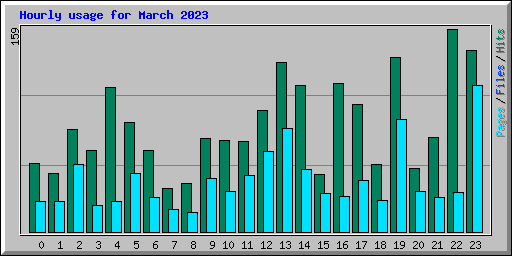 Hourly usage for March 2023
159
Pages/Files/Hits
0 1 2 3 4 5 6 7 8 9 10 11 12 13 14 15 16 17 18 19 20 21 22 23